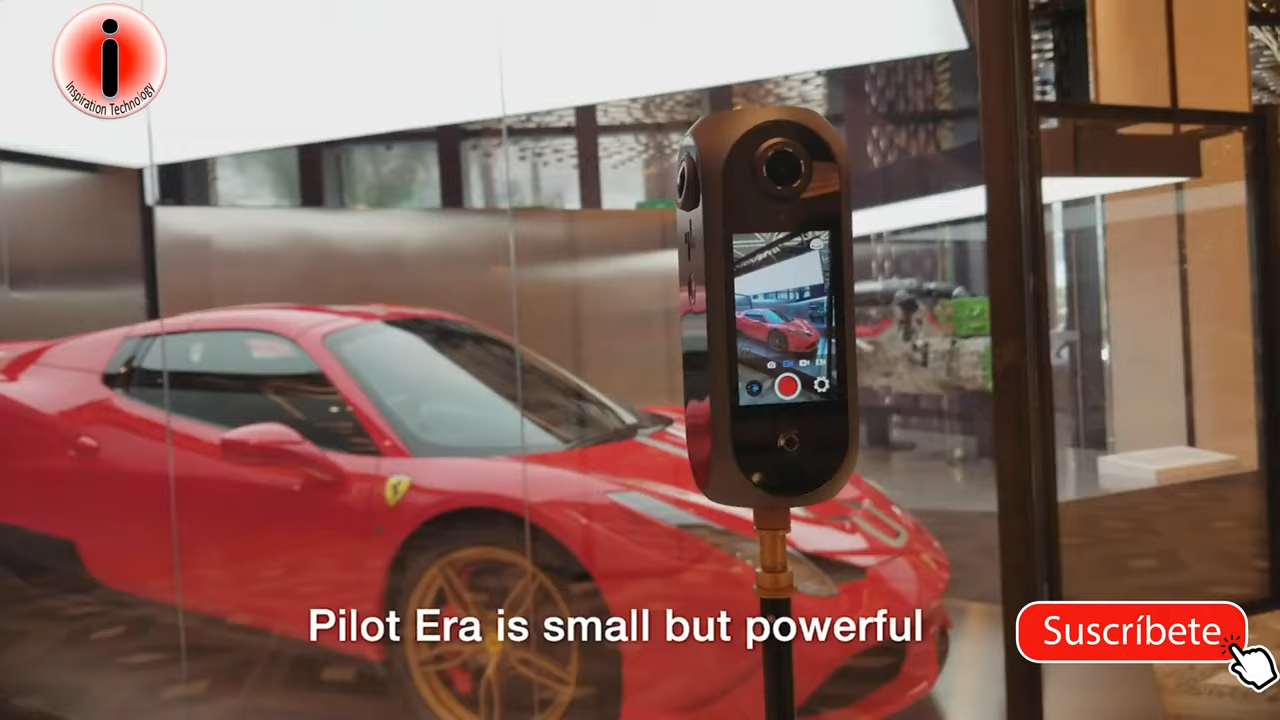 i
Inspiration Technology
Pilot Era is small but powerful
Suscríbete